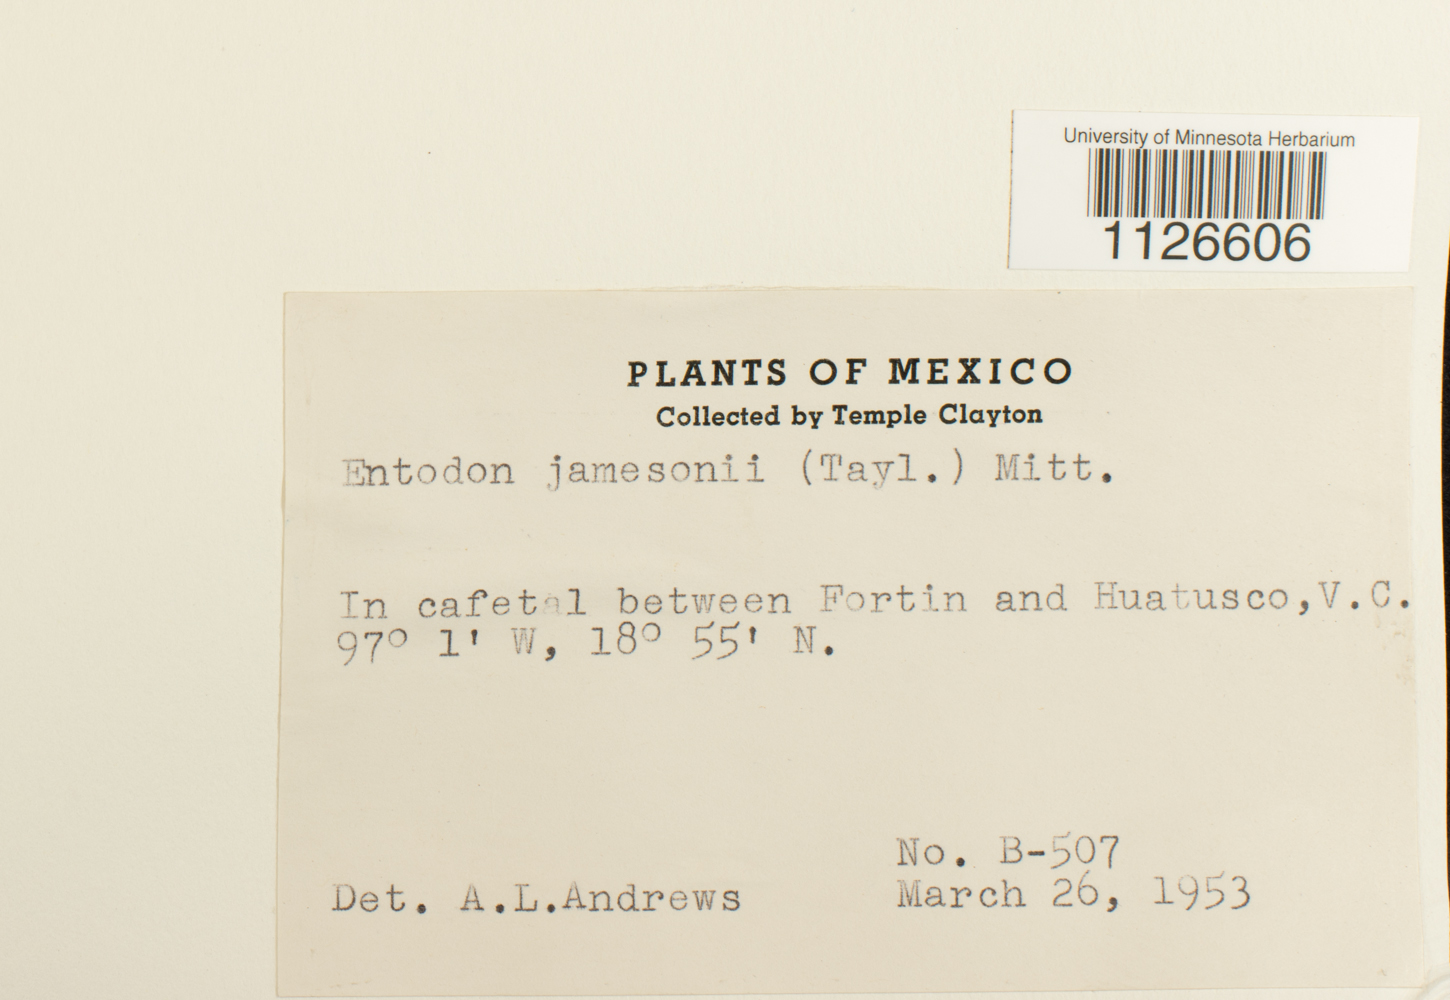 University of Minnesota Herbarium
1126606
PLANTS OF MEXICO
Collected by Temple Clayton
Entodon jamesonii (Tayl.) Mitt.
In cafetal between Fortin and Huatusco,V.C.
97° 1' W, 18° 55' N.
No. B-507
Det. A.L.Andrews March 26, 1953